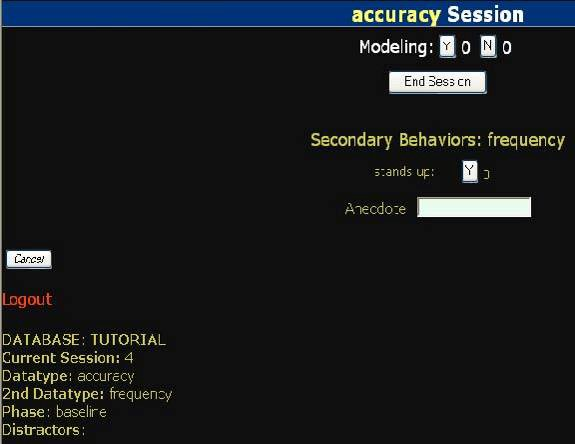 accuracy Session
Modeling: Y 0 N 0
End Session
Secondary Behaviors: frequency
stands up: Y 0
Anecdote
Cancel
Logout
DATABASE: TUTORIAL
Current Session: 4
Datatype: accuracy
2nd Datatype: frequency
Phase: baseline
Distractors: